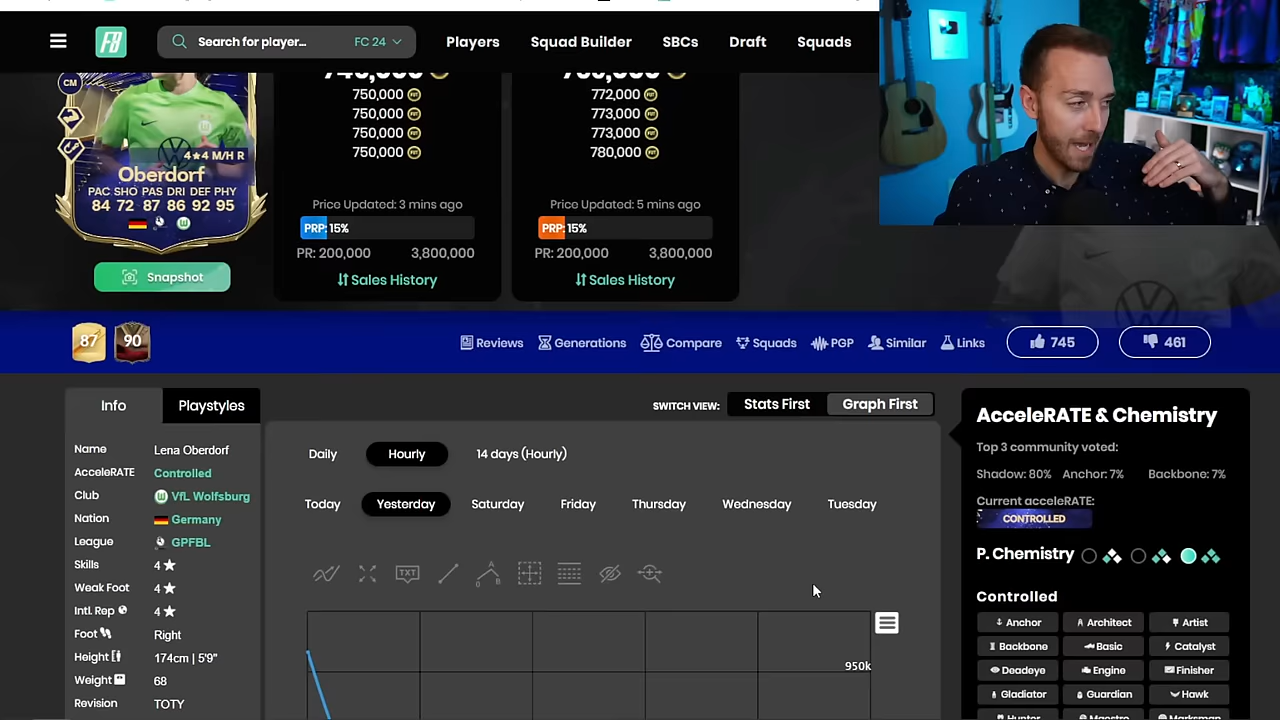 FB
Search for player...
FC 24
Players
Squad Builder
SBCs
Draft
Squads
CM
4★4 M/H R
Oberdorf
PAC SHO PAS DRI DEF PHY
84 72 87 86 92 95
Snapshot
750,000
750,000
750,000
750,000
Price Updated: 3 mins ago
PRP: 15%
PR: 200,000
3,800,000
Sales History
772,000
773,000
773,000
780,000
Price Updated: 5 mins ago
PRP: 15%
PR: 200,000
3,800,000
Sales History
87
90
Reviews
Generations
Compare
Squads
PGP
Similar
Links
745
461
Info
Playstyles
SWITCH VIEW:
Stats First
Graph First
Name
Lena Oberdorf
AcceleRATE
Controlled
Club
VfL Wolfsburg
Nation
Germany
League
GPFBL
Skills
4★
Weak Foot
4★
Intl. Rep
4★
Foot
Right
Height
174cm | 5'9"
Weight
68
Revision
TOTY
Daily
Hourly
14 days (Hourly)
Today
Yesterday
Saturday
Friday
Thursday
Wednesday
Tuesday
TXT
950k
AcceleRATE & Chemistry
Top 3 community voted:
Shadow: 80%
Anchor: 7%
Backbone: 7%
Current acceleRATE:
CONTROLLED
P. Chemistry
Controlled
Anchor
Architect
Artist
Backbone
Basic
Catalyst
Deadeye
Engine
Finisher
Gladiator
Guardian
Hawk
Hunter
Maestro
Marksman